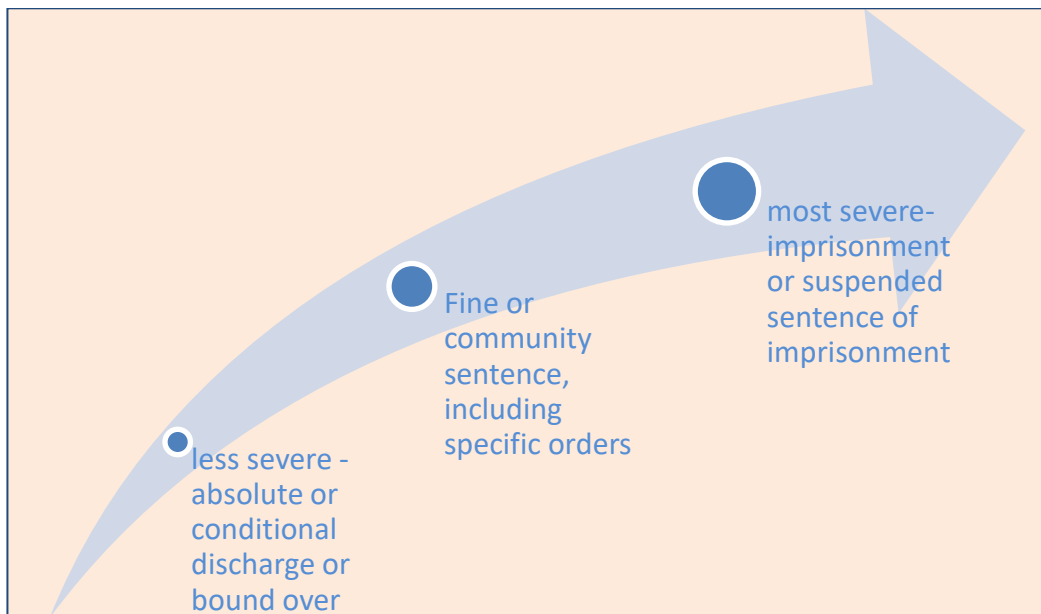 less severe -
absolute or
conditional
discharge or
bound over
Fine or
community
sentence,
including
specific orders
most severe-
imprisonment
or suspended
sentence of
imprisonment